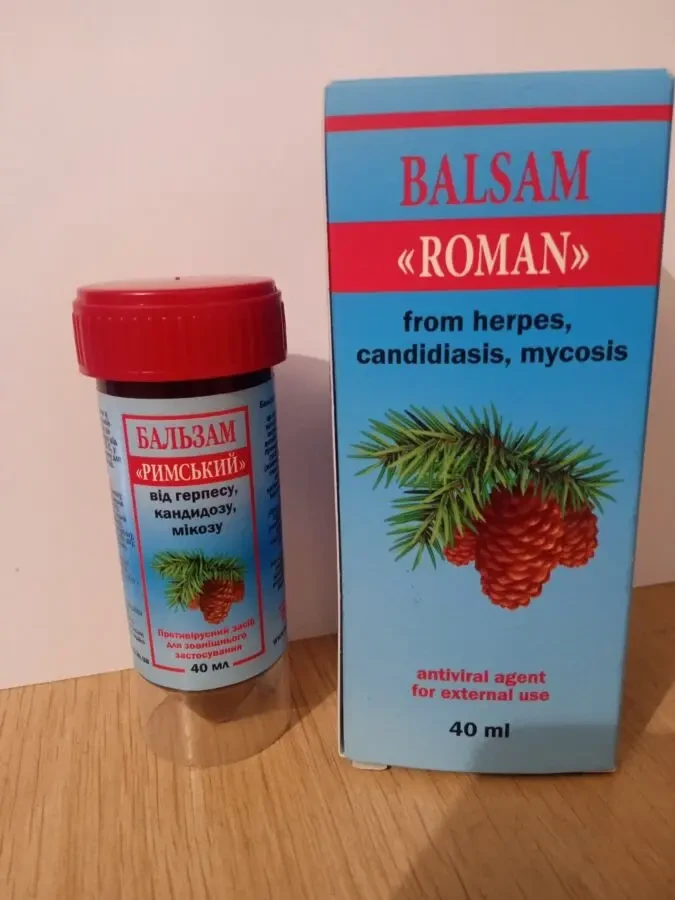 BALSAM
«ROMAN»
from herpes,
candidiasis, mycosis
antiviral agent
for external use
40 ml
БАЛЬЗАМ
«РИМСЬКИЙ»
від герпесу,
кандидозу,
мікозу
Противірусний засіб
для зовнішнього
застосування
40 мл